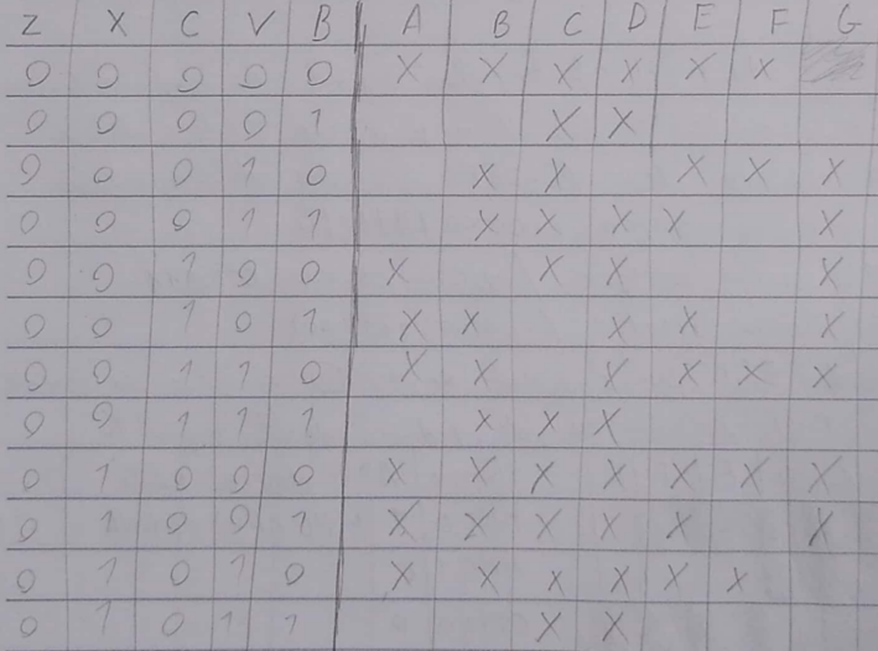 Z X C V B A B C D E F G
0 0 0 0 0 X X X X X X
0 0 0 0 1 X X
0 0 0 1 0 X X X X X
0 0 0 1 1 X X X X X
0 0 1 0 0 X X X X
0 0 1 0 1 X X X X X
0 0 1 1 0 X X X X X X
0 0 1 1 1 X X X
0 1 0 0 0 X X X X X X X
0 1 0 0 1 X X X X X X
0 1 0 1 0 X X X X X X
0 1 0 1 1 X X